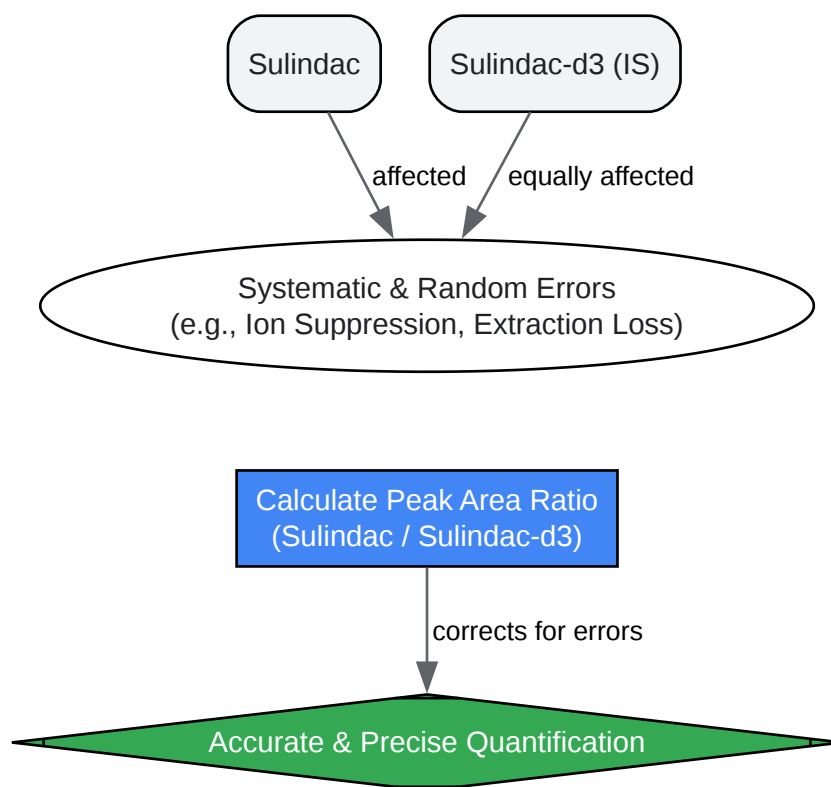 Sulindac
Sulindac-d3 (IS)
affected
equally affected
Systematic & Random Errors
(e.g., Ion Suppression, Extraction Loss)
Calculate Peak Area Ratio
(Sulindac / Sulindac-d3)
corrects for errors
Accurate & Precise Quantification